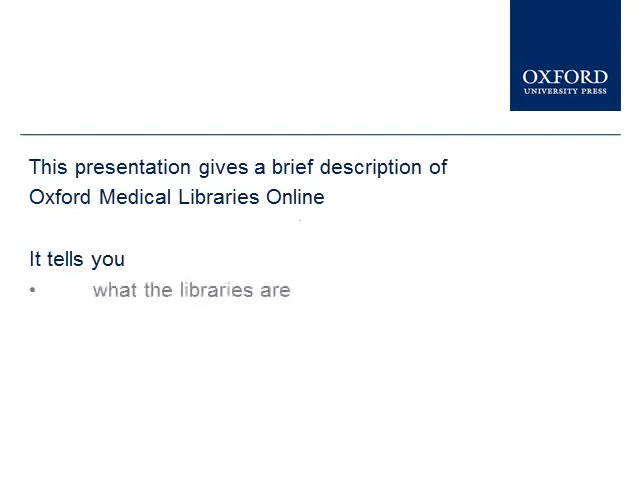 OXFORD
UNIVERSITY PRESS
This presentation gives a brief description of
Oxford Medical Libraries Online
It tells you
• what the libraries are